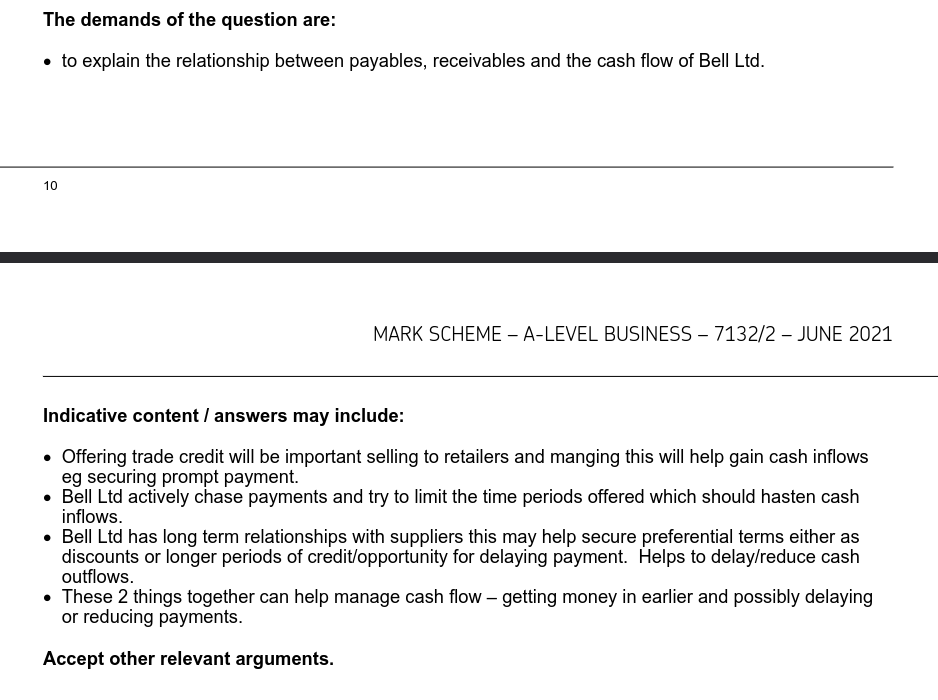 The demands of the question are:
• to explain the relationship between payables, receivables and the cash flow of Bell Ltd.
10
MARK SCHEME – A-LEVEL BUSINESS – 7132/2 – JUNE 2021
Indicative content / answers may include:
• Offering trade credit will be important selling to retailers and manging this will help gain cash inflows
eg securing prompt payment.
• Bell Ltd actively chase payments and try to limit the time periods offered which should hasten cash
inflows.
• Bell Ltd has long term relationships with suppliers this may help secure preferential terms either as
discounts or longer periods of credit/opportunity for delaying payment.  Helps to delay/reduce cash
outflows.
• These 2 things together can help manage cash flow – getting money in earlier and possibly delaying
or reducing payments.
Accept other relevant arguments.